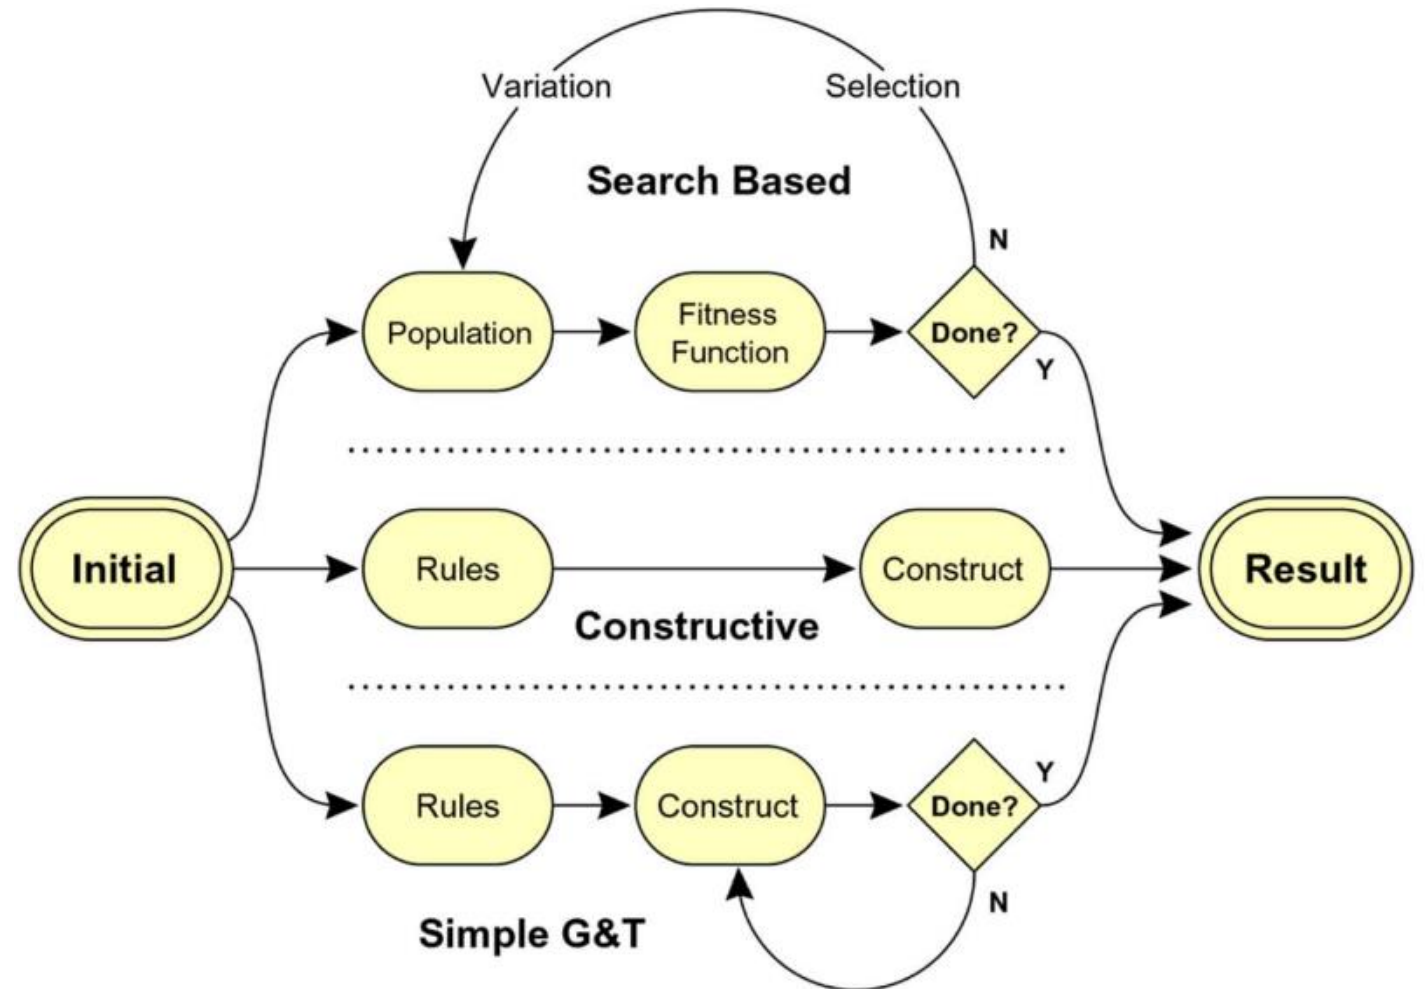 Variation
Selection
Search Based
N
Population
Fitness
Function
Done?
Y
Initial
Rules
Construct
Result
Constructive
Rules
Construct
Done?
Y
N
Simple G&T